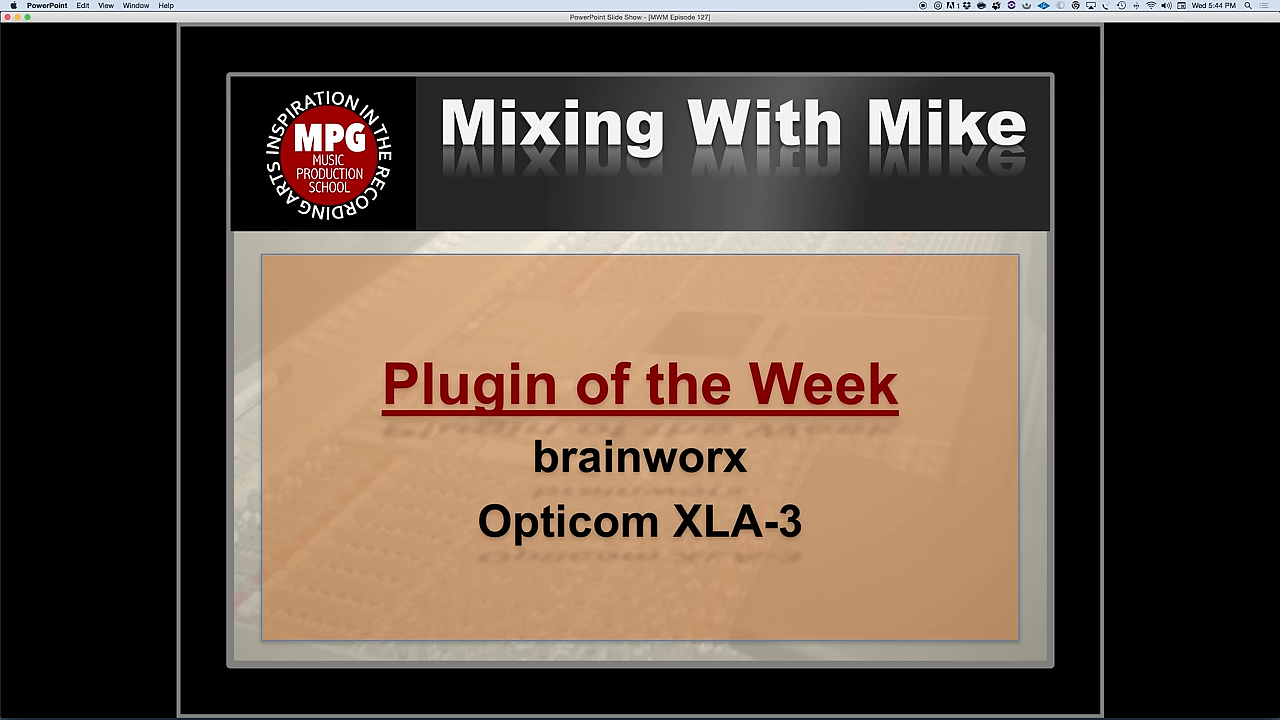 PowerPoint Edit View Window Help
1 Wed 5:44 PM
PowerPoint Slide Show - [MWM Episode 127]
INSPIRATION IN THE RECORDING ARTS
MPG
MUSIC
PRODUCTION
SCHOOL
Mixing With Mike
Plugin of the Week
brainworx
Opticom XLA-3